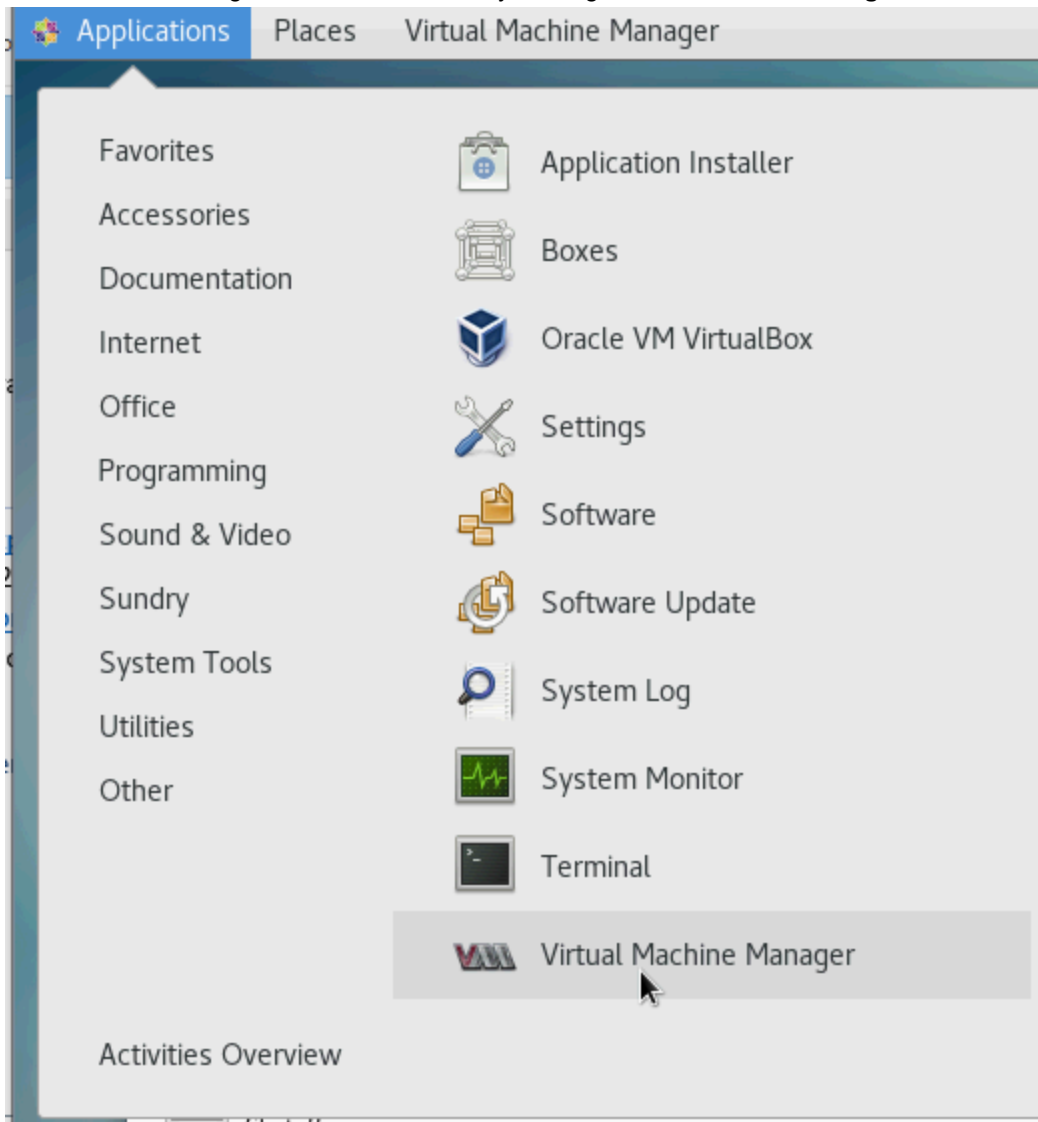 Applications Places Virtual Machine Manager
Favorites
Accessories
Documentation
Internet
Office
Programming
Sound & Video
Sundry
System Tools
Utilities
Other
Activities Overview
Application Installer
Boxes
Oracle VM VirtualBox
Settings
Software
Software Update
System Log
System Monitor
Terminal
Virtual Machine Manager